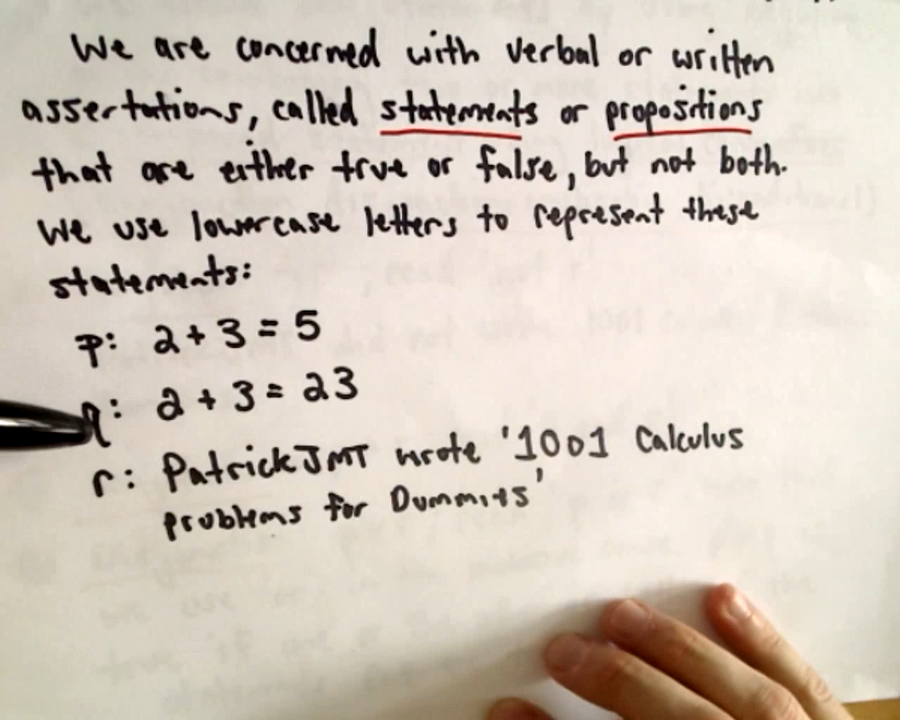 We are concerned with verbal or written
assertations, called statements or propositions
that are either true or false, but not both.
We use lowercase letters to represent these
statements:
p: 2 + 3 = 5
q: 2 + 3 = 23
r: PatrickJMT wrote '1001 Calculus
problems for Dummies'